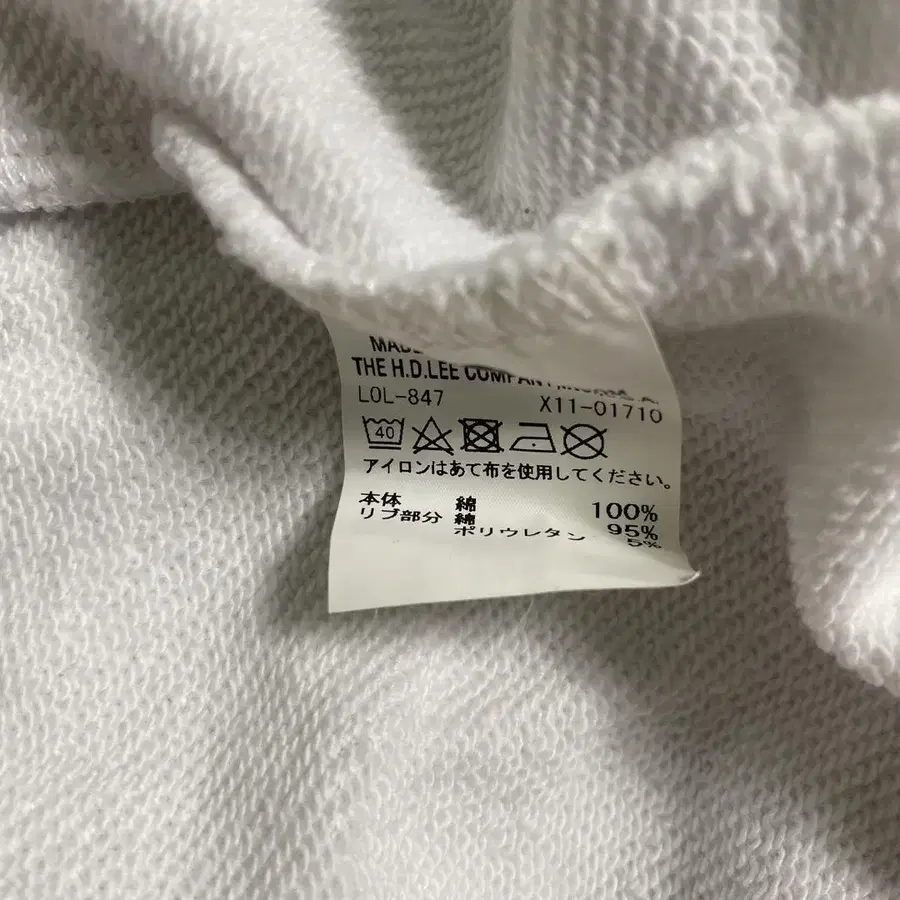 MADE
THE H.D.LEE COMPANY
LOL-847 X11-01710
40
アイロンはあて布を使用してください。
本体 綿 100%
リブ部分 綿 95%
ポリウレタン 5%